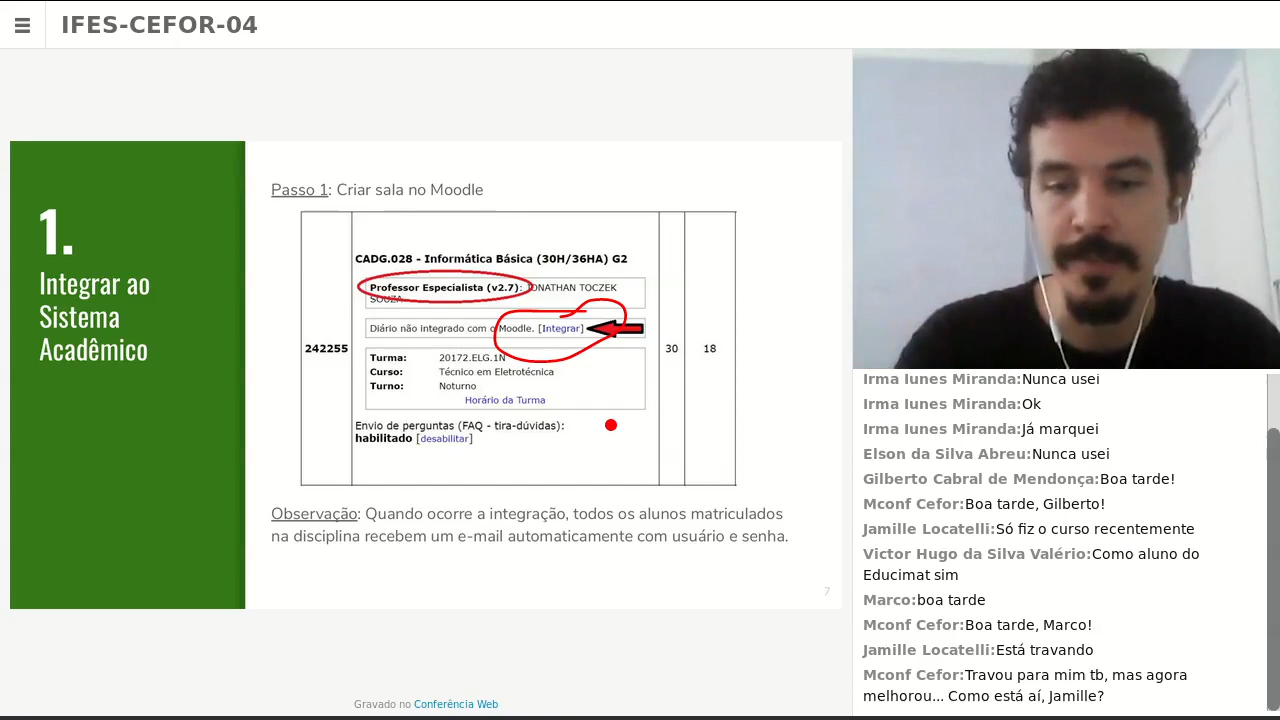 IFES-CEFOR-04
1.
Integrar ao
Sistema
Acadêmico
Passo 1: Criar sala no Moodle
CADG.028 - Informática Básica (30H/36HA) G2
Professor Especialista (v2.7): JONATHAN TOCZEK
SOUZA
Diário não integrado com o Moodle. [Integrar]
242255
30
18
Turma: 20172.ELG.1N
Curso: Técnico em Eletrotécnica
Turno: Noturno
Horário da Turma
Envio de perguntas (FAQ - tira-dúvidas):
habilitado [desabilitar]
Observação: Quando ocorre a integração, todos os alunos matriculados
na disciplina recebem um e-mail automaticamente com usuário e senha.
7
Gravado no Conferência Web
Irma Iunes Miranda:Nunca usei
Irma Iunes Miranda:Ok
Irma Iunes Miranda:Já marquei
Elson da Silva Abreu:Nunca usei
Gilberto Cabral de Mendonça:Boa tarde!
Mconf Cefor:Boa tarde, Gilberto!
Jamille Locatelli:Só fiz o curso recentemente
Victor Hugo da Silva Valério:Como aluno do
Educimat sim
Marco:boa tarde
Mconf Cefor:Boa tarde, Marco!
Jamille Locatelli:Está travando
Mconf Cefor:Travou para mim tb, mas agora
melhorou... Como está aí, Jamille?